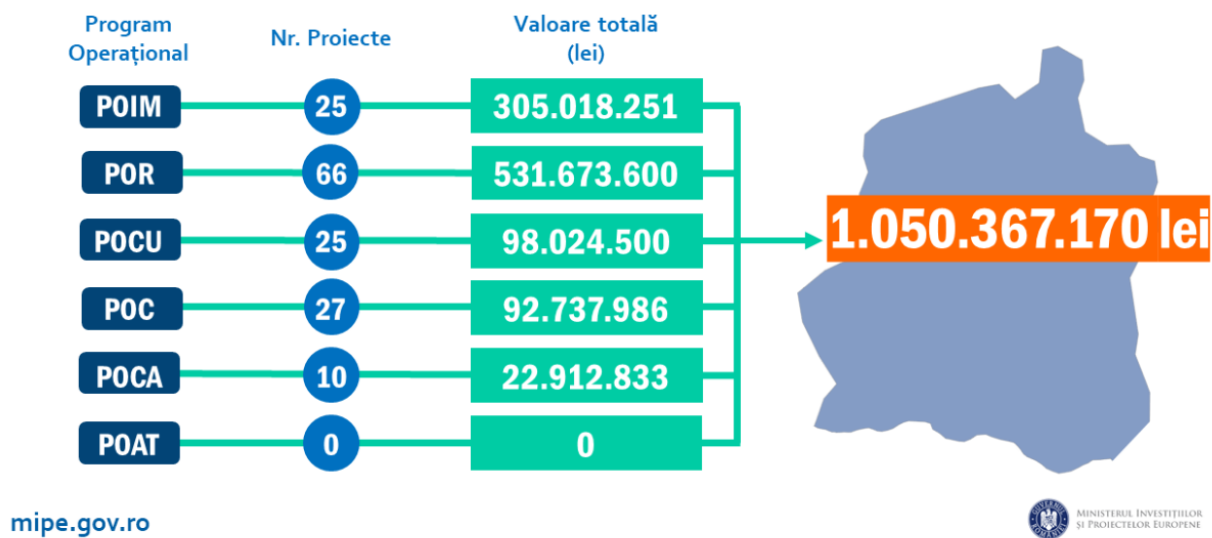 Program
Operațional
Nr. Proiecte
Valoare totală
(lei)
POIM 25 305.018.251
POR 66 531.673.600
POCU 25 98.024.500
POC 27 92.737.986
POCA 10 22.912.833
POAT 0 0
1.050.367.170 lei
mipe.gov.ro
GUVERNUL ROMÂNIEI
MINISTERUL INVESTIȚIILOR
ȘI PROIECTELOR EUROPENE